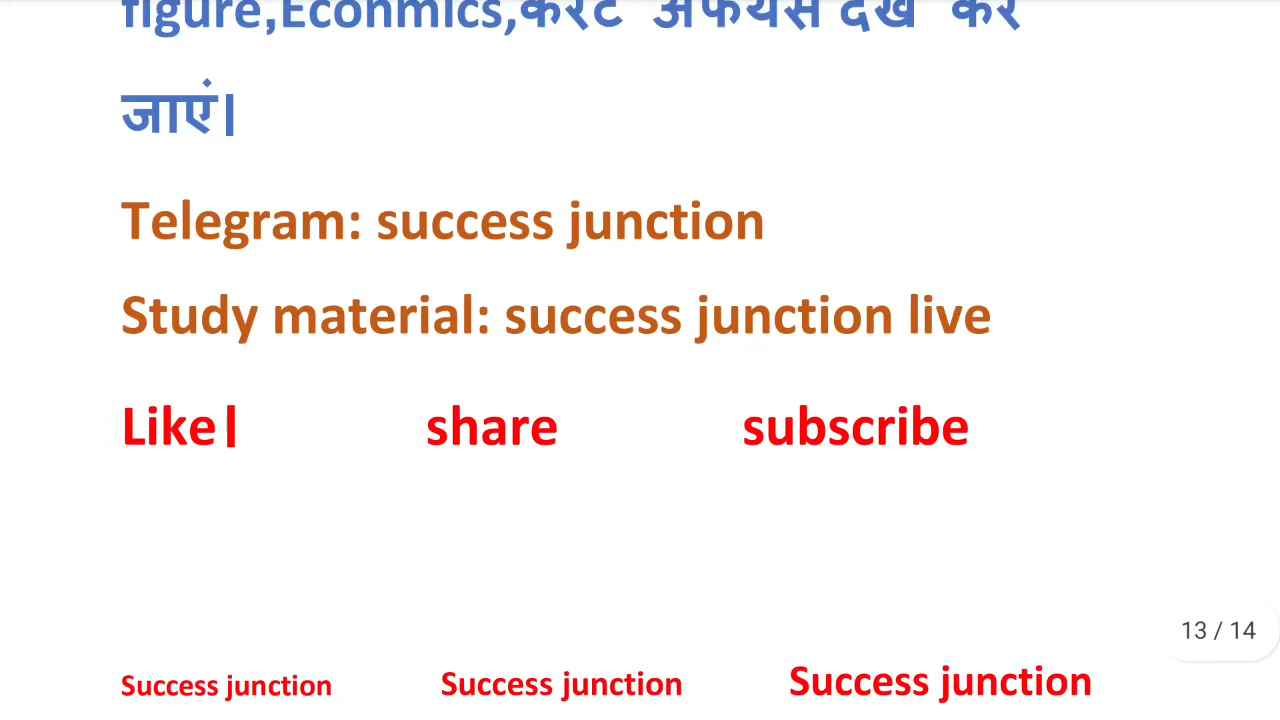 figure,Econmics,करंट अफेयर्स देख कर
जाएं।
Telegram: success junction
Study material: success junction live
Like। share subscribe
13 / 14
Success junction Success junction Success junction